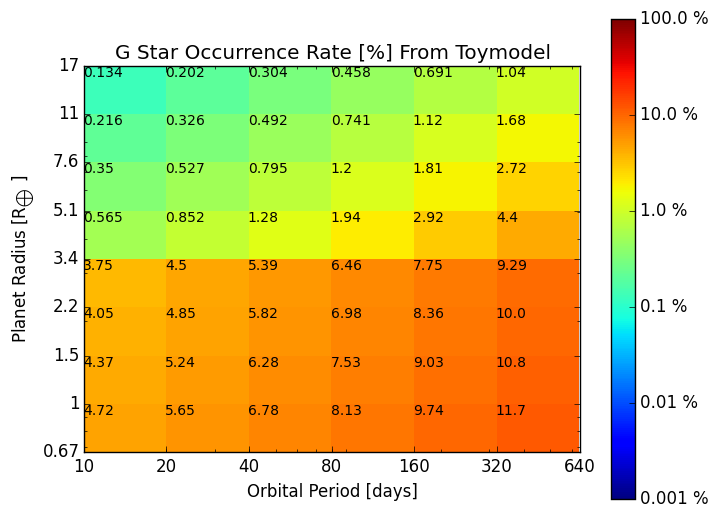 G Star Occurrence Rate [%] From Toymodel
100.0 %
10.0 %
1.0 %
0.1 %
0.01 %
0.001 %
Planet Radius [R⊕ ]
17
11
7.6
5.1
3.4
2.2
1.5
1
0.67
0.134 0.202 0.304 0.458 0.691 1.04
0.216 0.326 0.492 0.741 1.12 1.68
0.35 0.527 0.795 1.2 1.81 2.72
0.565 0.852 1.28 1.94 2.92 4.4
3.75 4.5 5.39 6.46 7.75 9.29
4.05 4.85 5.82 6.98 8.36 10.0
4.37 5.24 6.28 7.53 9.03 10.8
4.72 5.65 6.78 8.13 9.74 11.7
10 20 40 80 160 320 640
Orbital Period [days]